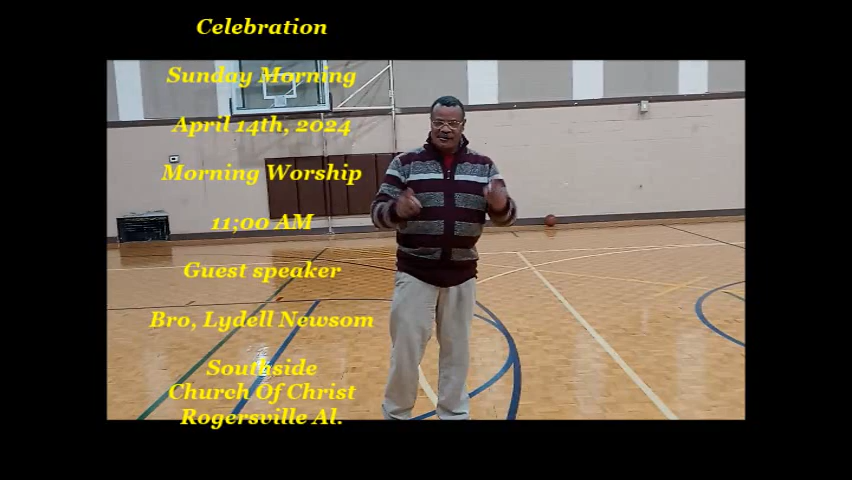 Celebration
Sunday Morning
April 14th, 2024
Morning Worship
11;00 AM
Guest speaker
Bro, Lydell Newsom
Southside
Church Of Christ
Rogersville Al.